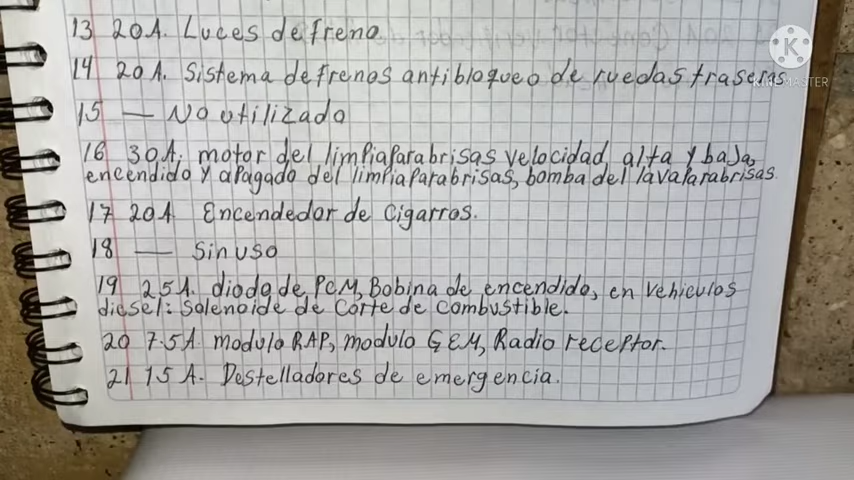 13 20A. Luces de freno
14 20A. Sistema de frenos antibloqueo de ruedas traseras
KINEMASTER
15 — No utilizado
16 30A, motor del limpiaparabrisas velocidad alta y baja,
encendido y apagado del limpiaparabrisas, bomba del lavaparabrisas.
17 20A Encendedor de cigarros.
18 — Sin uso
19 25A. diodo de PCM, Bobina de encendido, en vehiculos
diesel: Solenoide de corte de combustible.
20 7.5A modulo RAP, modulo GEM, Radio receptor.
21 15A. Destelladores de emergencia.